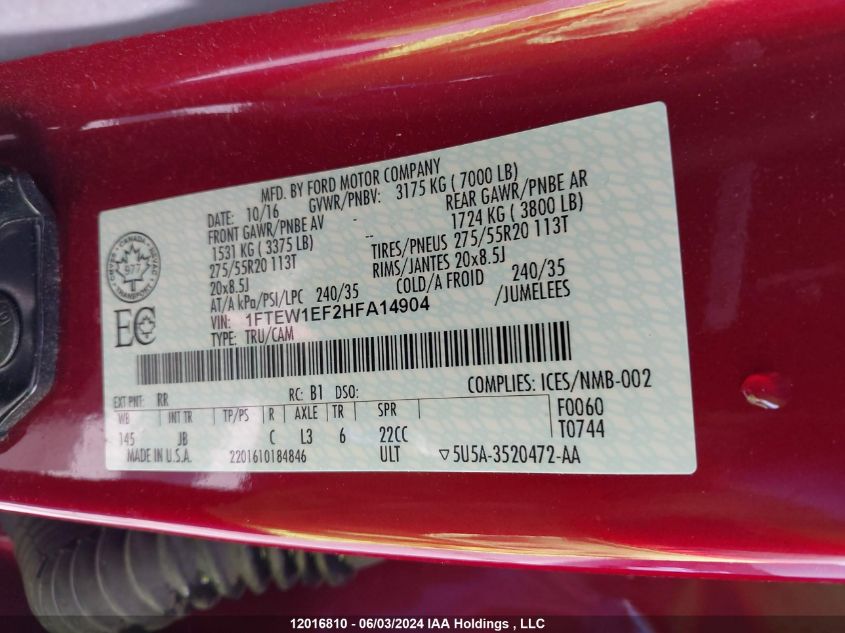 MFD. BY FORD MOTOR COMPANY
DATE: 10/16 GVWR/PNBV: 3175 KG ( 7000 LB)
FRONT GAWR/PNBE AV - REAR GAWR/PNBE AR
1531 KG ( 3375 LB) - 1724 KG ( 3800 LB)
275/55R20 113T TIRES/PNEUS 275/55R20 113T
20x8.5J RIMS/JANTES 20x8.5J
AT/A kPa/PSI/LPC 240/35 COLD/A FROID 240/35
VIN: 1FTEW1EF2HFA14904 /JUMELEES
TYPE: TRU/CAM
CANADA
977
TRANSPORT
EC
EXT PNT: RR RC: B1 DSO: COMPLIES: ICES/NMB-002
WB INT TR TP/PS R AXLE TR SPR F0060
145 JB C L3 6 22CC T0744
MADE IN U.S.A. 2201610184846 ULT ▽5U5A-3520472-AA
12016810 - 06/03/2024 IAA Holdings , LLC